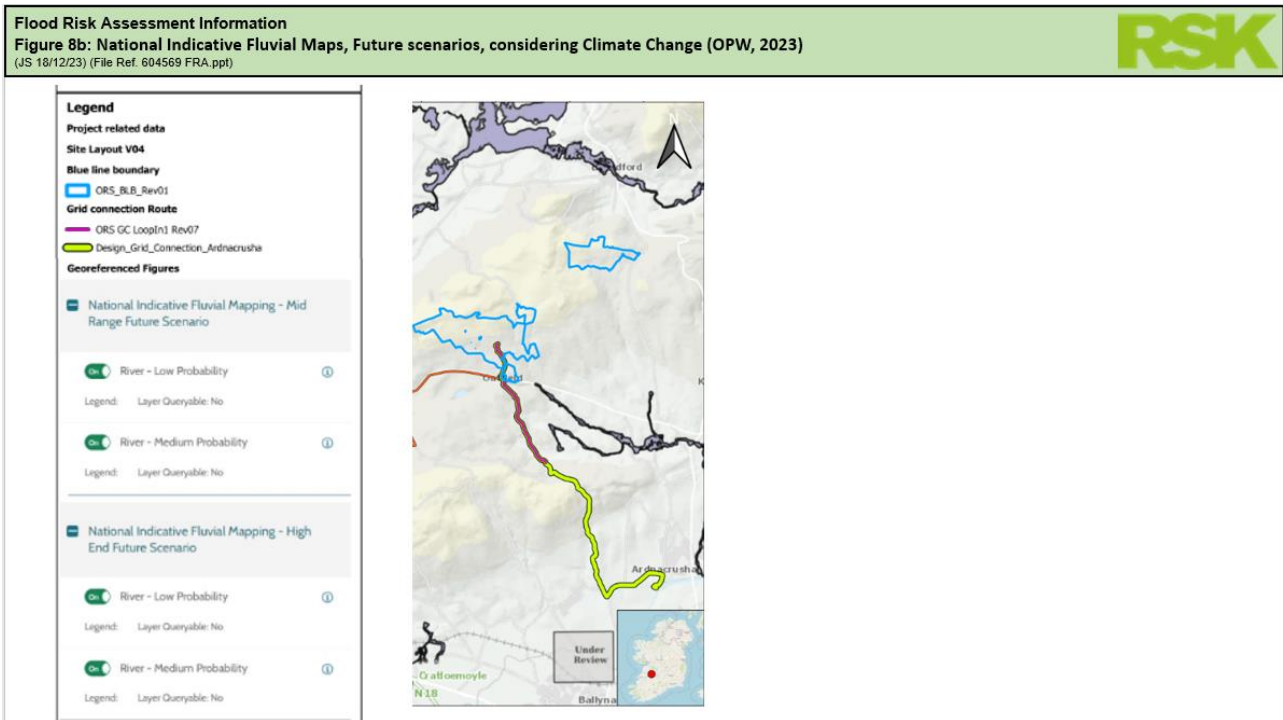 Flood Risk Assessment Information
Figure 8b: National Indicative Fluvial Maps, Future scenarios, considering Climate Change (OPW, 2023)
(JS 18/12/23) (File Ref. 604569 FRA.ppt)
RSK
Legend
Project related data
Site Layout V04
Blue line boundary
ORS_BLB_Rev01
Grid connection Route
ORS GC LoopIn1 Rev07
Design_Grid_Connection_Ardnacrusha
Georeferenced Figures
National Indicative Fluvial Mapping - Mid
Range Future Scenario
On River - Low Probability
Legend: Layer Queryable: No
On River - Medium Probability
Legend: Layer Queryable: No
National Indicative Fluvial Mapping - High
End Future Scenario
On River - Low Probability
Legend: Layer Queryable: No
On River - Medium Probability
Legend: Layer Queryable: No
N
Ardnacrusha
Under
Review
Cratloemoyle
N18
Ballyna